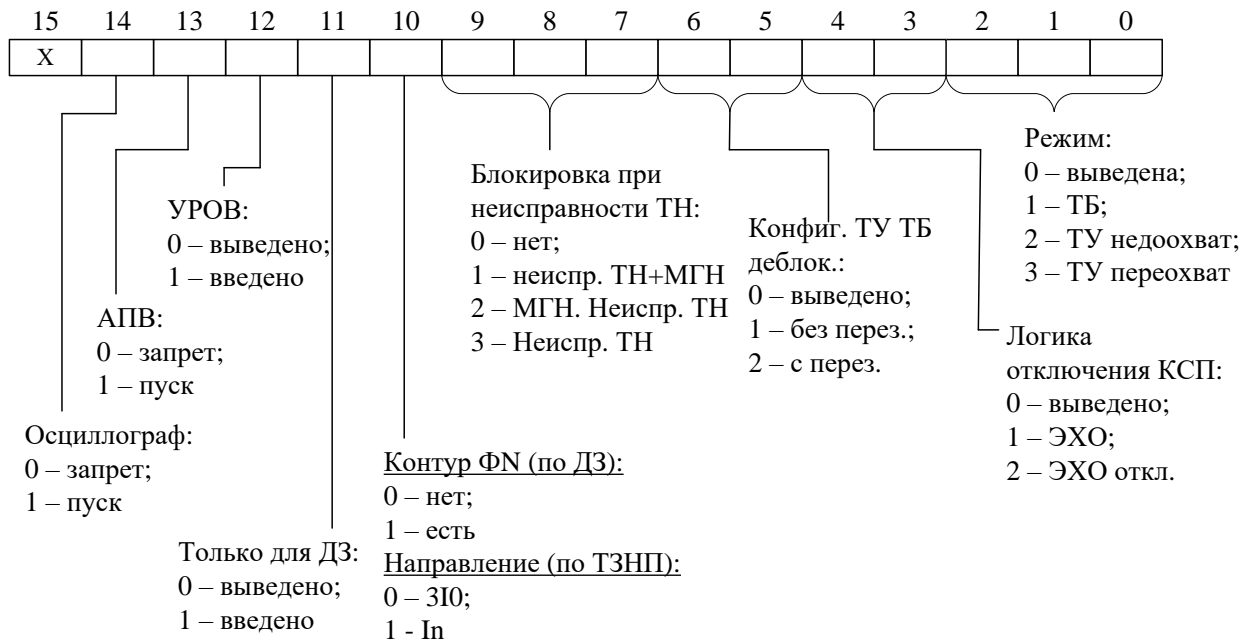 15 14 13 12 11 10 9 8 7 6 5 4 3 2 1 0
X
Режим:
0 – выведена;
1 – ТБ;
2 – ТУ недоохват;
3 – ТУ переохват
Логика
отключения КСП:
0 – выведено;
1 – ЭХО;
2 – ЭХО откл.
Конфиг. ТУ ТБ
деблок.:
0 – выведено;
1 – без перез.;
2 – с перез.
Блокировка при
неисправности ТН:
0 – нет;
1 – неиспр. ТН+МГН
2 – МГН. Неиспр. ТН
3 – Неиспр. ТН
Контур ΦN (по ДЗ):
0 – нет;
1 – есть
Направление (по ТЗНП):
0 – 3I0;
1 - In
Только для ДЗ:
0 – выведено;
1 – введено
УРОВ:
0 – выведено;
1 – введено
АПВ:
0 – запрет;
1 – пуск
Осциллограф:
0 – запрет;
1 – пуск